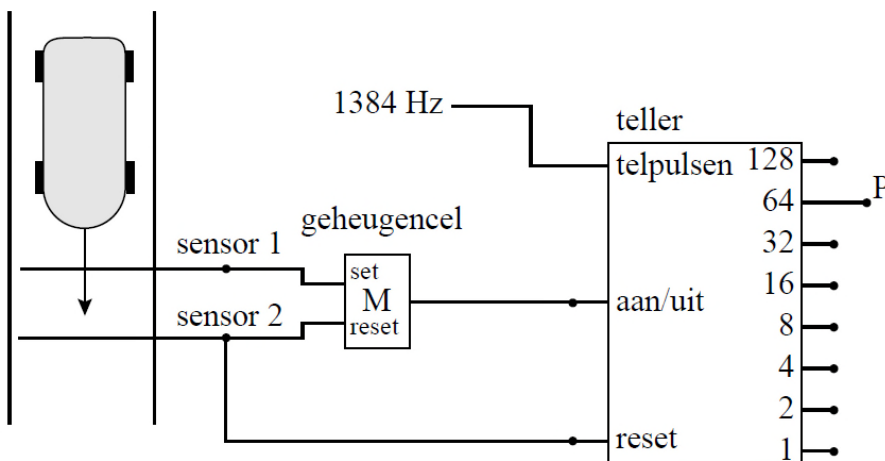 1384 Hz
teller
telpulsen
128
64
P
32
16
8
4
2
1
geheugencel
sensor 1
set
M
reset
sensor 2
aan/uit
reset